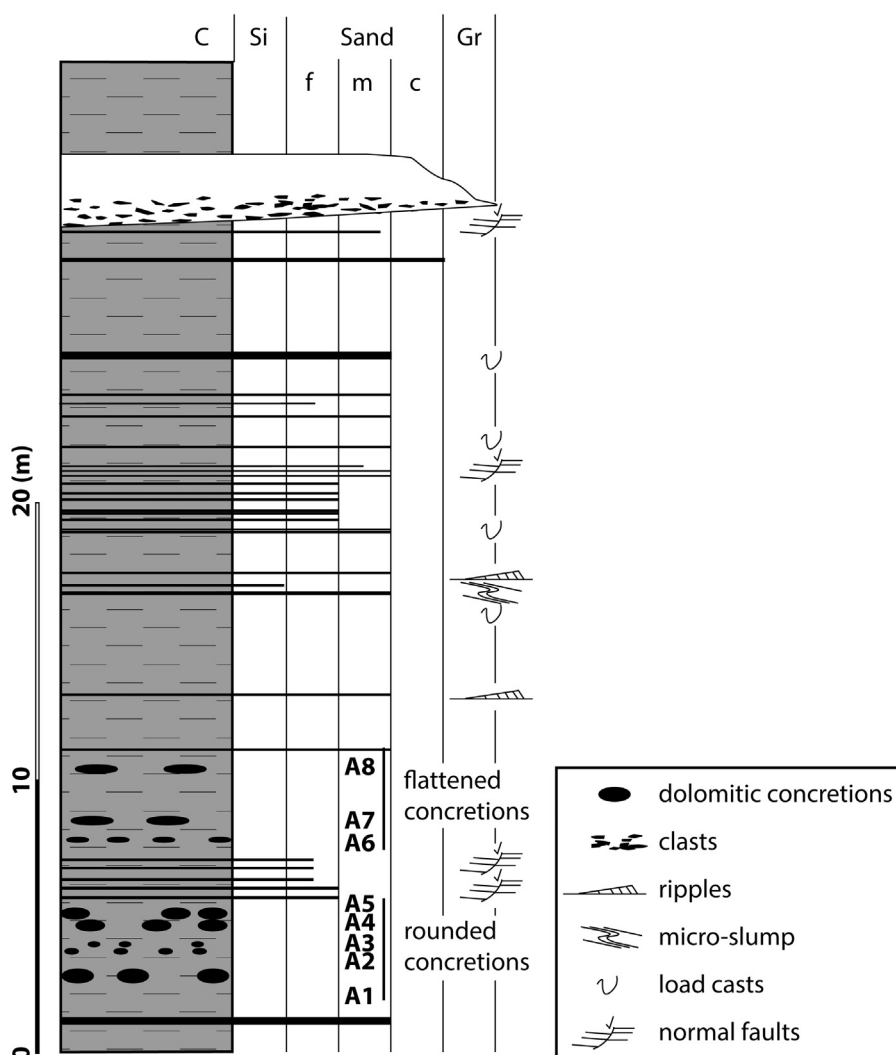 C Si Sand Gr
f m c
20 (m)
10
0
A8
A7
A6
flattened
concretions
A5
A4
A3
A2
A1
rounded
concretions
dolomitic concretions
clasts
ripples
micro-slump
load casts
normal faults